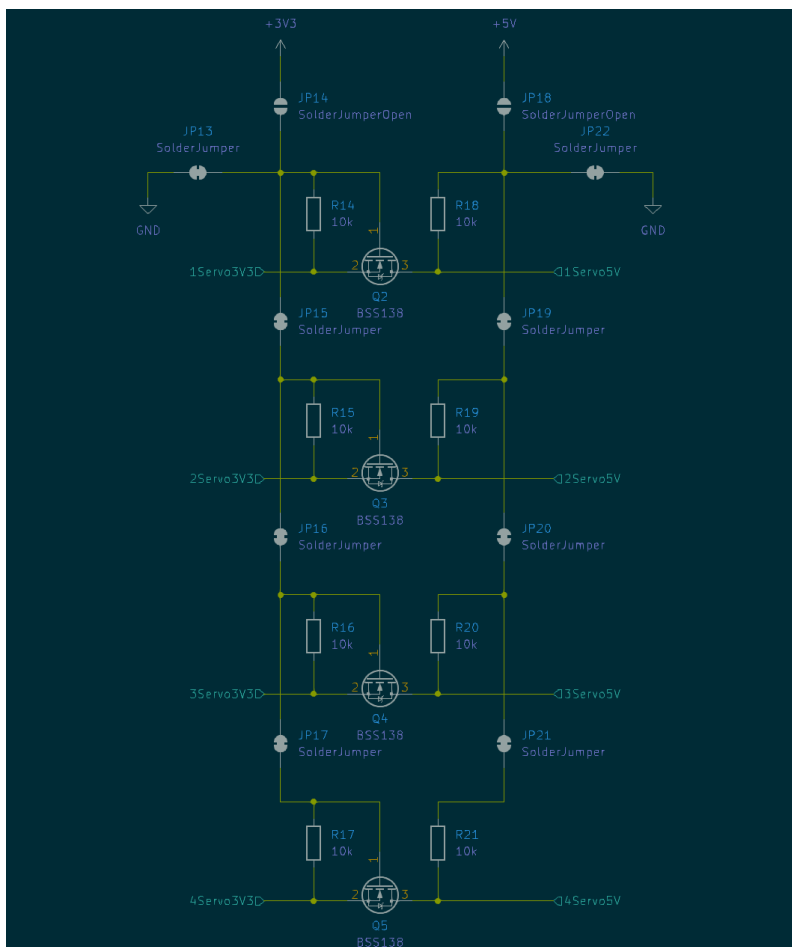 +3V3
+5V
JP14
SolderJumperOpen
JP18
SolderJumperOpen
JP13
SolderJumper
JP22
SolderJumper
R14
10k
R18
10k
1
GND
GND
2
3
1Servo3V3
1Servo5V
Q2
BSS138
JP15
SolderJumper
JP19
SolderJumper
R15
10k
R19
10k
1
2
3
2Servo3V3
2Servo5V
Q3
BSS138
JP16
SolderJumper
JP20
SolderJumper
R16
10k
R20
10k
1
2
3
3Servo3V3
3Servo5V
Q4
BSS138
JP17
SolderJumper
JP21
SolderJumper
R17
10k
R21
10k
1
2
3
4Servo3V3
4Servo5V
Q5
BSS138